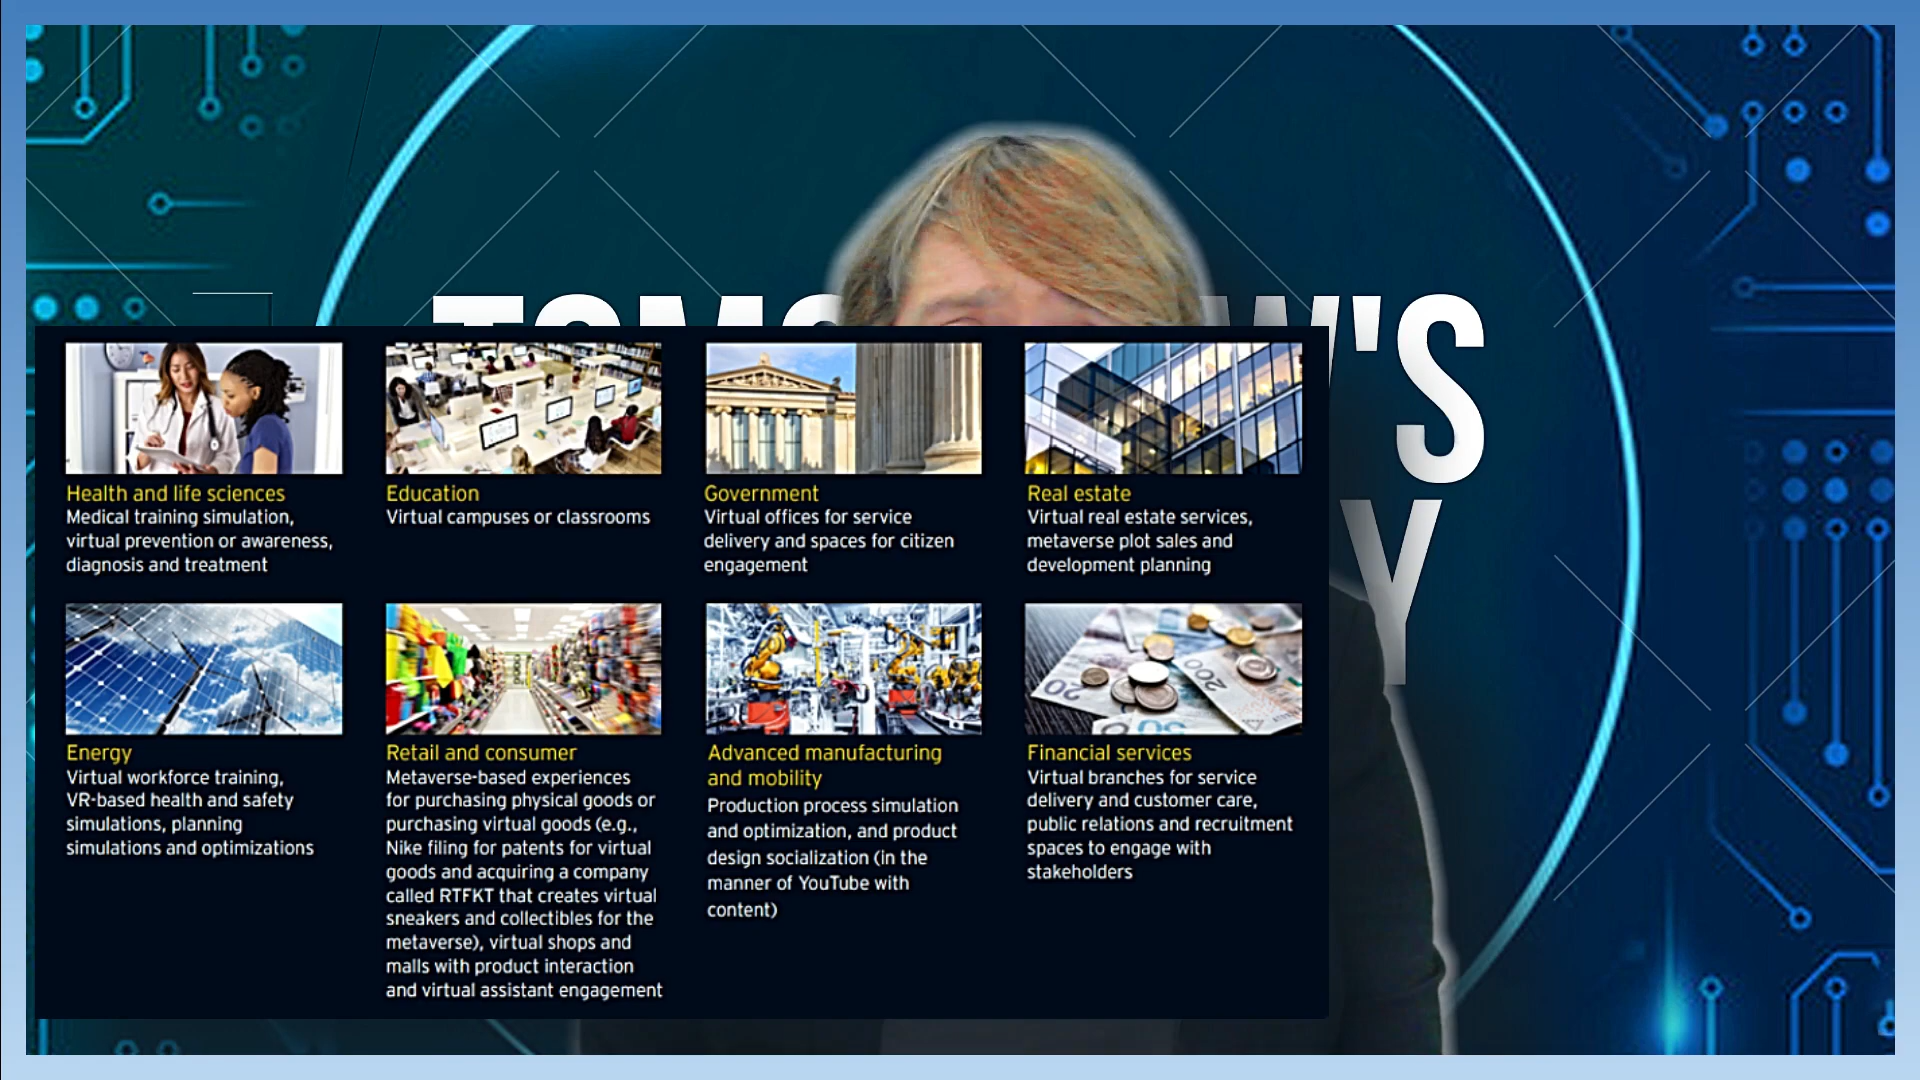 TOMO W'S
Y
Health and life sciences
Medical training simulation,
virtual prevention or awareness,
diagnosis and treatment
Education
Virtual campuses or classrooms
Government
Virtual offices for service
delivery and spaces for citizen
engagement
Real estate
Virtual real estate services,
metaverse plot sales and
development planning
Energy
Virtual workforce training,
VR-based health and safety
simulations, planning
simulations and optimizations
Retail and consumer
Metaverse-based experiences
for purchasing physical goods or
purchasing virtual goods (e.g.,
Nike filing for patents for virtual
goods and acquiring a company
called RTFKT that creates virtual
sneakers and collectibles for the
metaverse), virtual shops and
malls with product interaction
and virtual assistant engagement
Advanced manufacturing
and mobility
Production process simulation
and optimization, and product
design socialization (in the
manner of YouTube with
content)
Financial services
Virtual branches for service
delivery and customer care,
public relations and recruitment
spaces to engage with
stakeholders